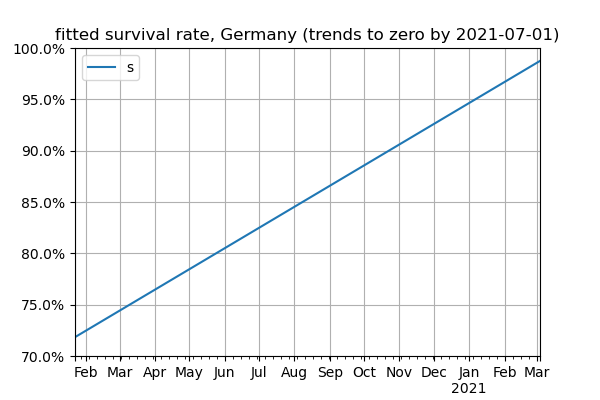 fitted survival rate, Germany (trends to zero by 2021-07-01)
s
100.0%
95.0%
90.0%
85.0%
80.0%
75.0%
70.0%
Feb Mar Apr May Jun Jul Aug Sep Oct Nov Dec Jan Feb Mar
2021